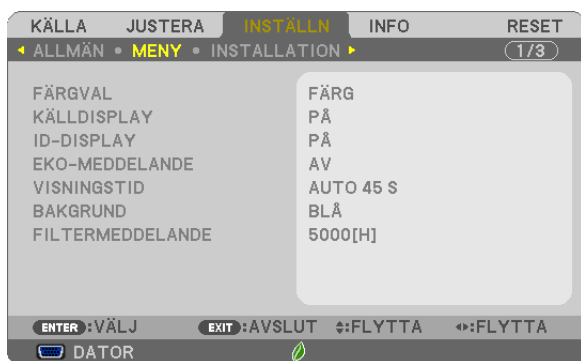 KÄLLA JUSTERA INSTÄLLN INFO RESET
ALLMÄN • MENY • INSTALLATION 1/3
FÄRGVAL FÄRG
KÄLLDISPLAY PÅ
ID-DISPLAY PÅ
EKO-MEDDELANDE AV
VISNINGSTID AUTO 45 S
BAKGRUND BLÅ
FILTERMEDDELANDE 5000[H]
ENTER:VÄLJ EXIT:AVSLUT :FLYTTA :FLYTTA
DATOR